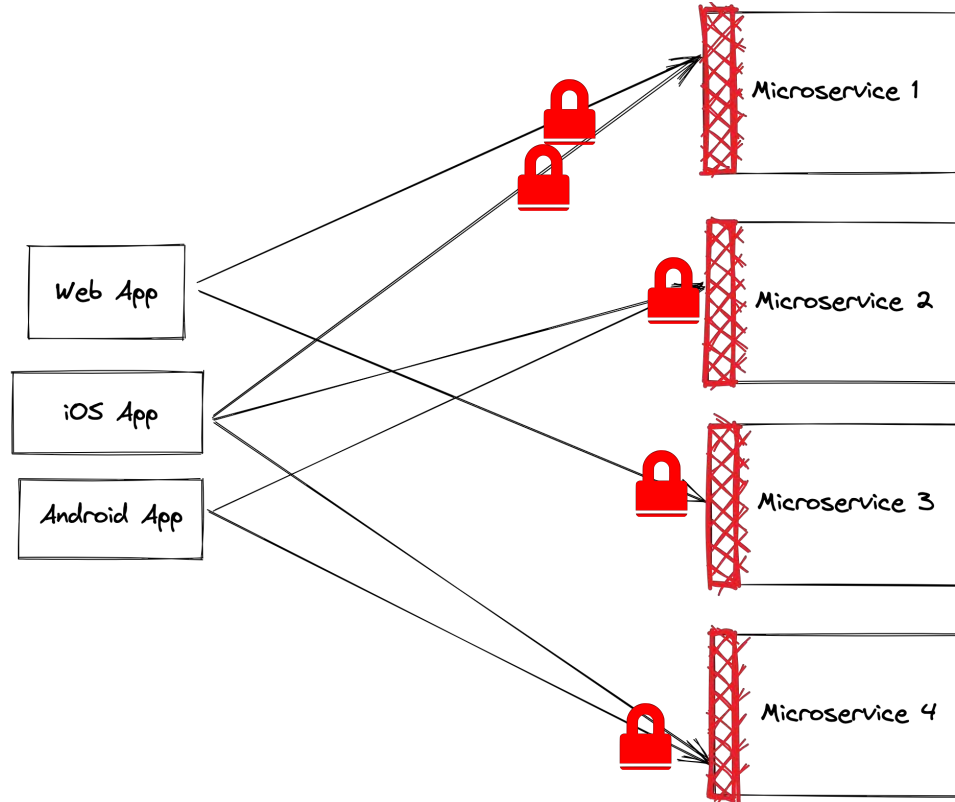 Microservice 1
Web App
Microservice 2
iOS App
Android App
Microservice 3
Microservice 4